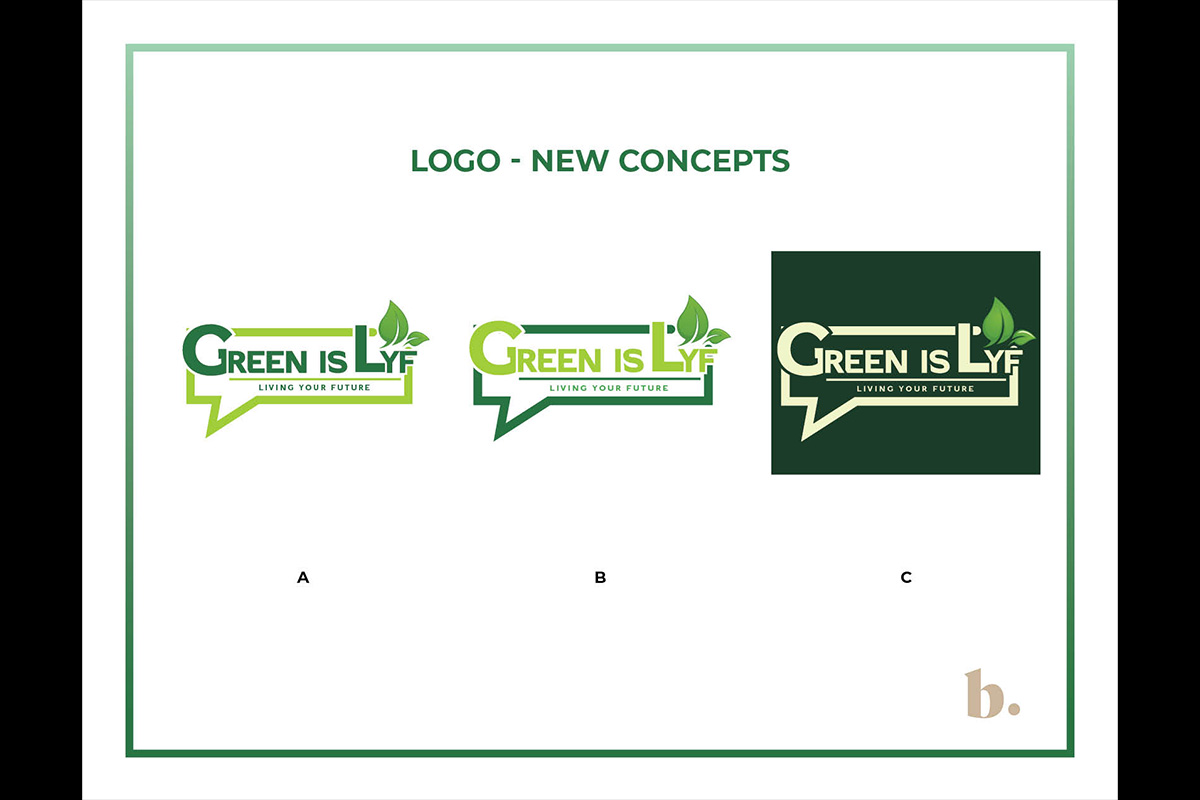 LOGO - NEW CONCEPTS
GREEN IS LYF
LIVING YOUR FUTURE
GREEN IS LYF
LIVING YOUR FUTURE
GREEN IS LYF
LIVING YOUR FUTURE
A
B
C
b.